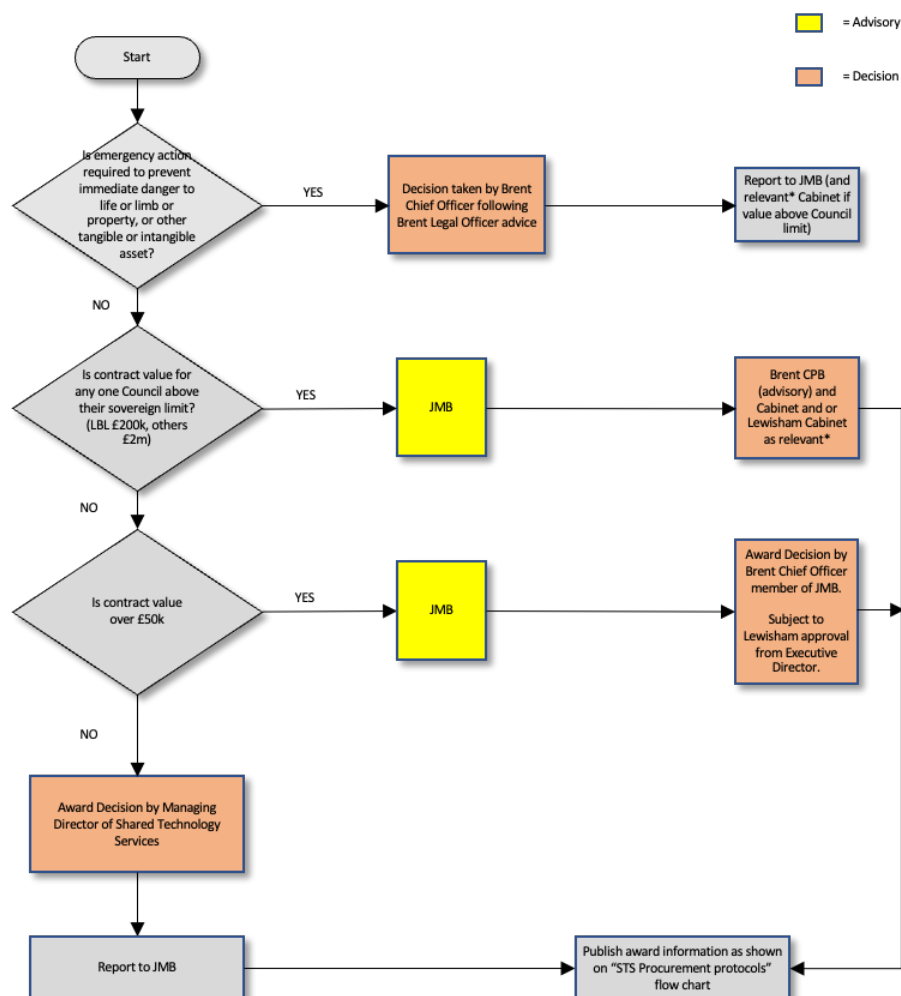 = Advisory
Start
= Decision
Is emergency action
required to prevent
immediate danger to
life or limb or
property, or other
tangible or intangible
asset?
YES
Decision taken by Brent
Chief Officer following
Brent Legal Officer advice
Report to JMB (and
relevant* Cabinet if
value above Council
limit)
NO
Is contract value for
any one Council above
their sovereign limit?
(LBL £200k, others
£2m)
YES
JMB
Brent CPB
(advisory) and
Cabinet and or
Lewisham Cabinet
as relevant*
NO
Is contract value
over £50k
YES
JMB
Award Decision by
Brent Chief Officer
member of JMB.
Subject to
Lewisham approval
from Executive
Director.
NO
Award Decision by Managing
Director of Shared Technology
Services
Report to JMB
Publish award information as shown
on “STS Procurement protocols”
flow chart